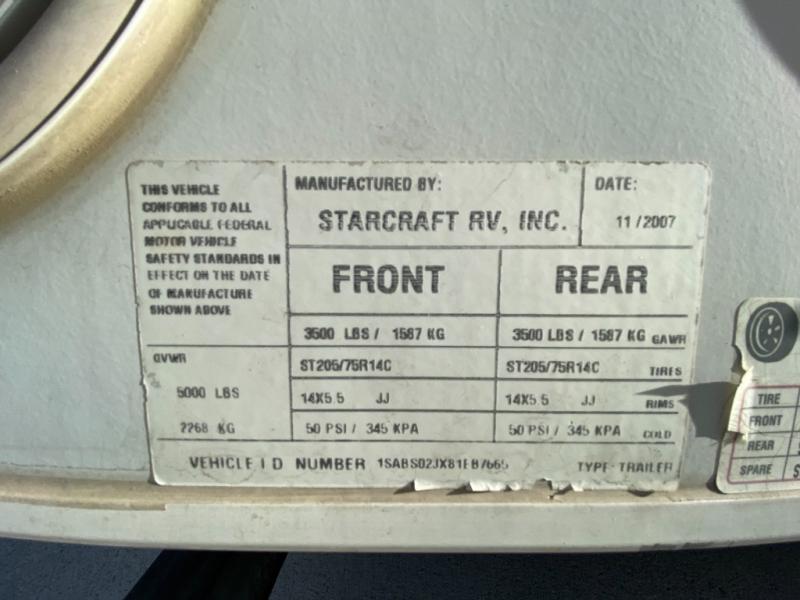 THIS VEHICLE
CONFORMS TO ALL
APPLICABLE FEDERAL
MOTOR VEHICLE
SAFETY STANDARDS IN
EFFECT ON THE DATE
OF MANUFACTURE
SHOWN ABOVE
MANUFACTURED BY:
STARCRAFT RV, INC.
DATE:
11 /2007
FRONT
REAR
3500 LBS / 1587 KG
3500 LBS / 1587 KG GAWR
GVWR
5000 LBS
2268 KG
ST205/75R14C
ST205/75R14C TIRES
14X5.5 JJ
14X5.5 JJ RIMS
50 PSI / 345 KPA
50 PSI / 345 KPA COLD
VEHICLE I D NUMBER 1SABS02JX81EB7665 TYPE-TRAILER
TIRE
FRONT
REAR
SPARE